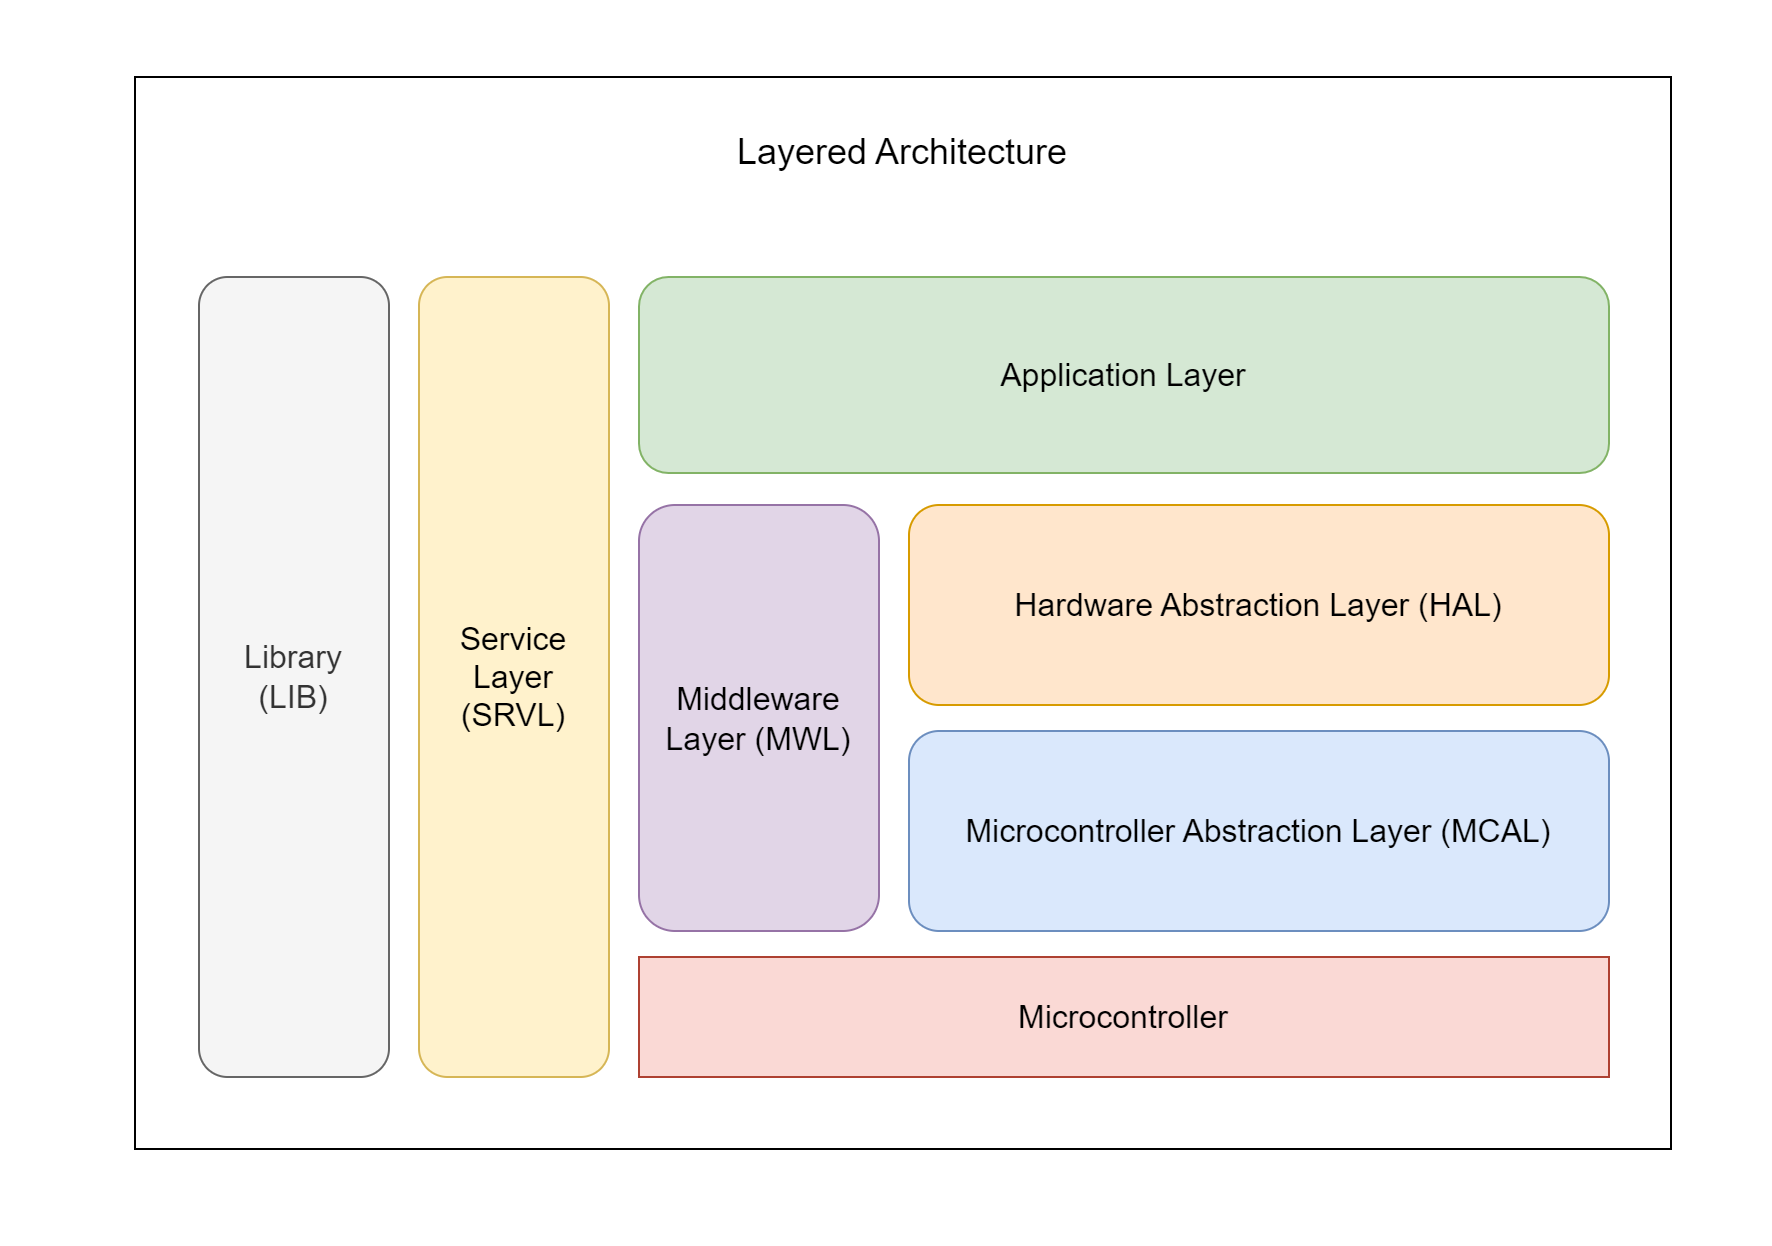 Layered Architecture
Library
(LIB)
Service
Layer
(SRVL)
Application Layer
Middleware
Layer (MWL)
Hardware Abstraction Layer (HAL)
Microcontroller Abstraction Layer (MCAL)
Microcontroller